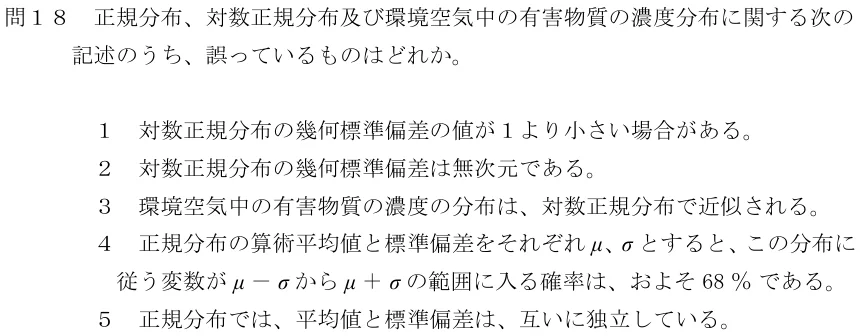 問１８　正規分布、対数正規分布及び環境空気中の有害物質の濃度分布に関する次の
記述のうち、誤っているものはどれか。
１　対数正規分布の幾何標準偏差の値が１より小さい場合がある。
２　対数正規分布の幾何標準偏差は無次元である。
３　環境空気中の有害物質の濃度の分布は、対数正規分布で近似される。
４　正規分布の算術平均値と標準偏差をそれぞれ μ、σ とすると、この分布に
従う変数が μ － σ から μ ＋ σ の範囲に入る確率は、およそ 68 % である。
５　正規分布では、平均値と標準偏差は、互いに独立している。